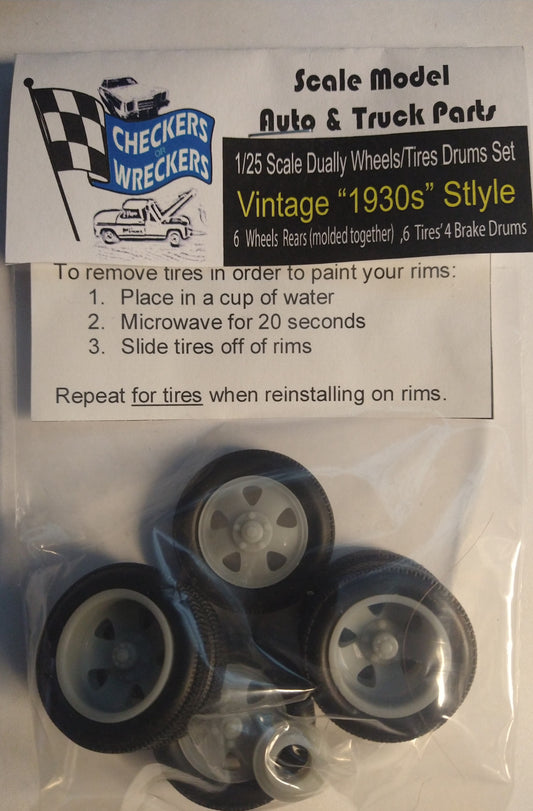 CHECKERS
OR
WRECKERS
Scale Model
Auto & Truck Parts
1/25 Scale Dually Wheels/Tires Drums Set
Vintage “1930s” Stlyle
6 Wheels Rears (molded together) ,6 Tires’ 4 Brake Drums
To remove tires in order to paint your rims:
1. Place in a cup of water
2. Microwave for 20 seconds
3. Slide tires off of rims
Repeat for tires when reinstalling on rims.